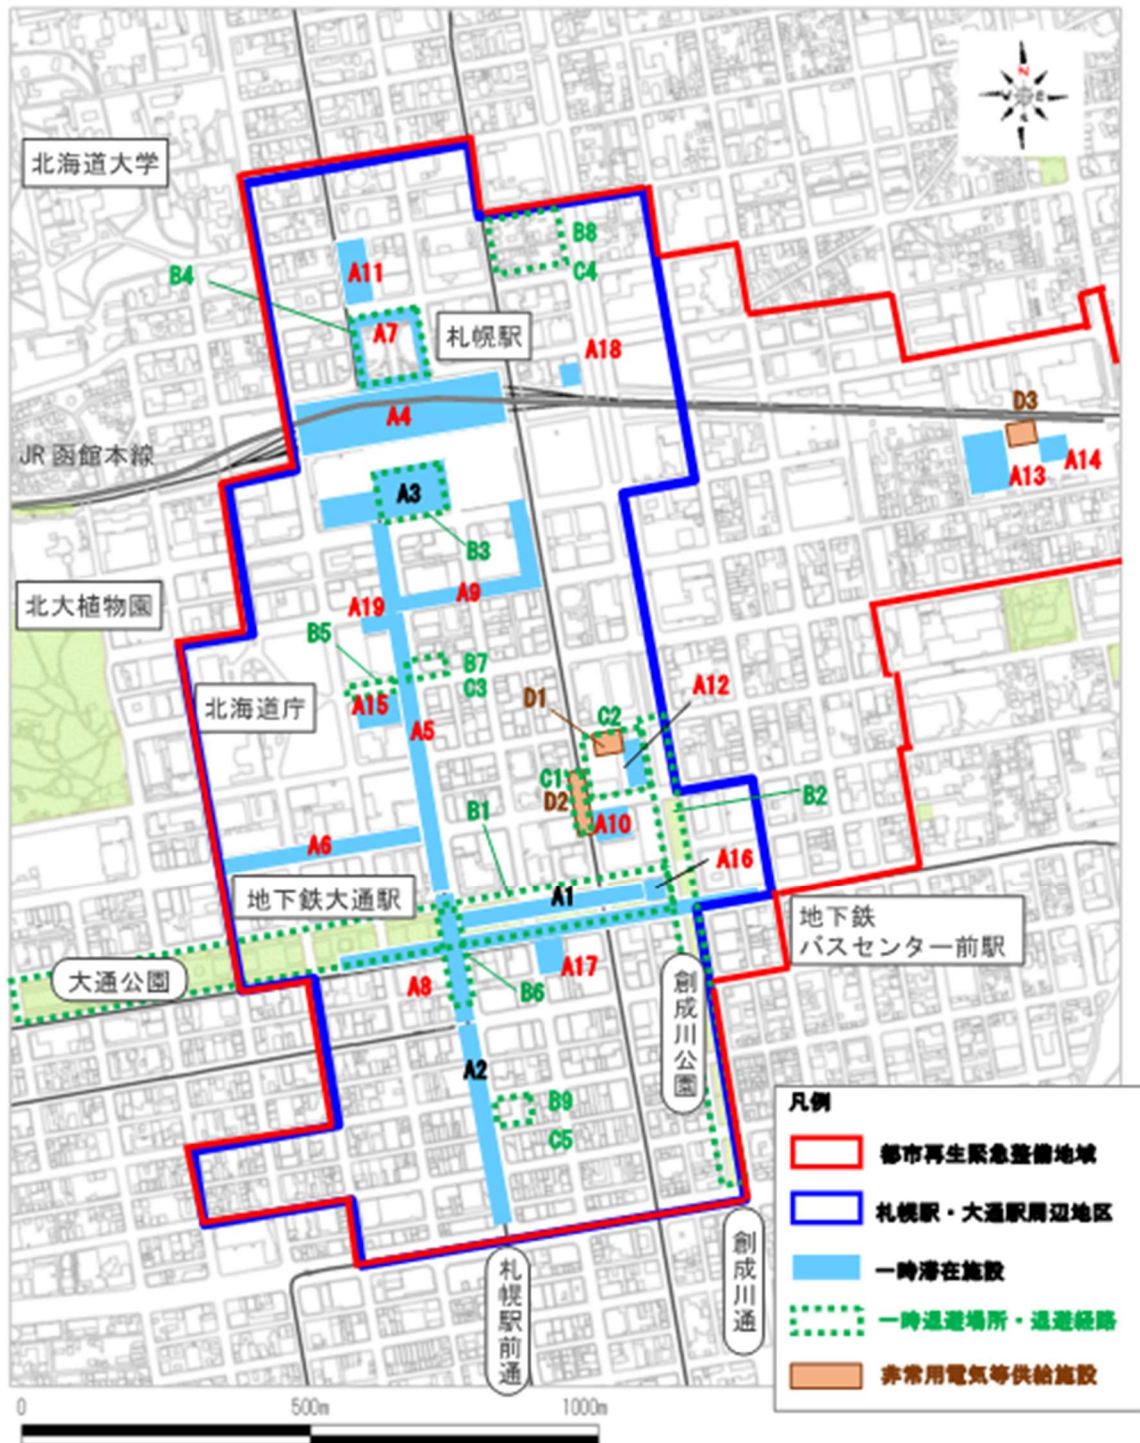 北海道大学
B8
B4
A11
C4
A7
札幌駅
A18
D3
A4
JR 函館本線
A14
A13
A3
B3
北大植物園
A9
A19
B5
B7
C3
A12
北海道庁
A15
D1
C2
A5
C1
D2
B2
B1
A10
A6
A16
地下鉄大通駅
A1
地下鉄
バスセンター前駅
大通公園
A17
A8
B6
創成川公園
A2
B9
C5
凡例
都市再生緊急整備地域
札幌駅・大通駅周辺地区
一時滞在施設
一時退避場所・退避経路
非常用電気等供給施設
創成川通
札幌駅前通
0
500m
1000m